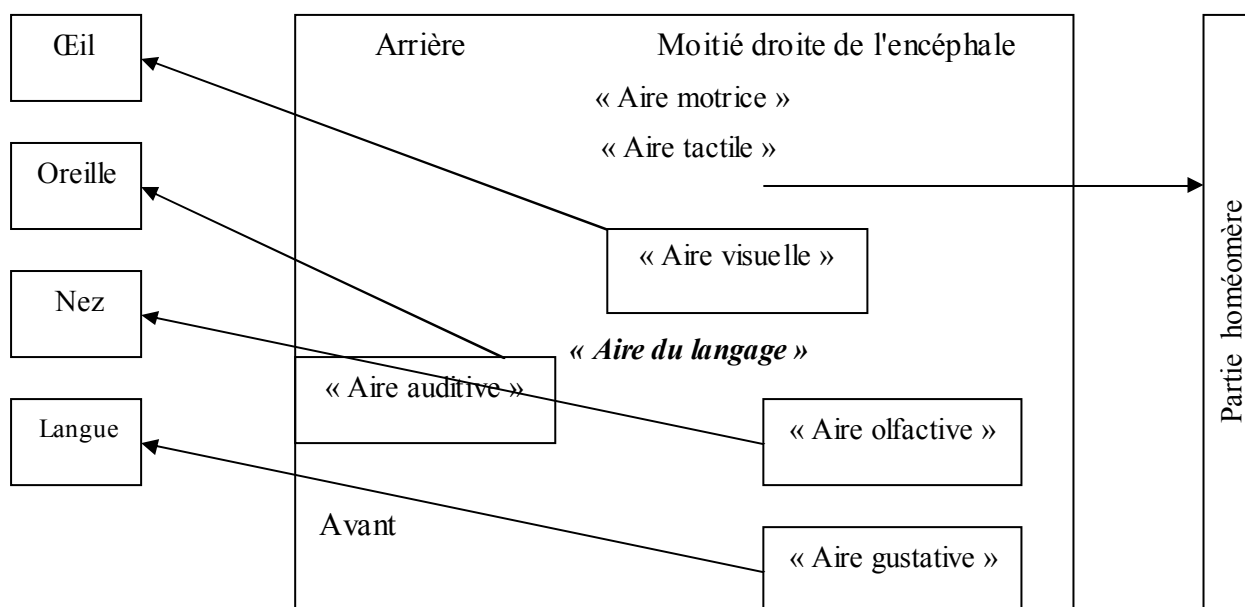 Œil
Arrière
Moitié droite de l'encéphale
« Aire motrice »
« Aire tactile »
Oreille
« Aire visuelle »
Nez
« Aire du langage »
« Aire auditive »
Langue
« Aire olfactive »
Avant
« Aire gustative »
Partie homéomère